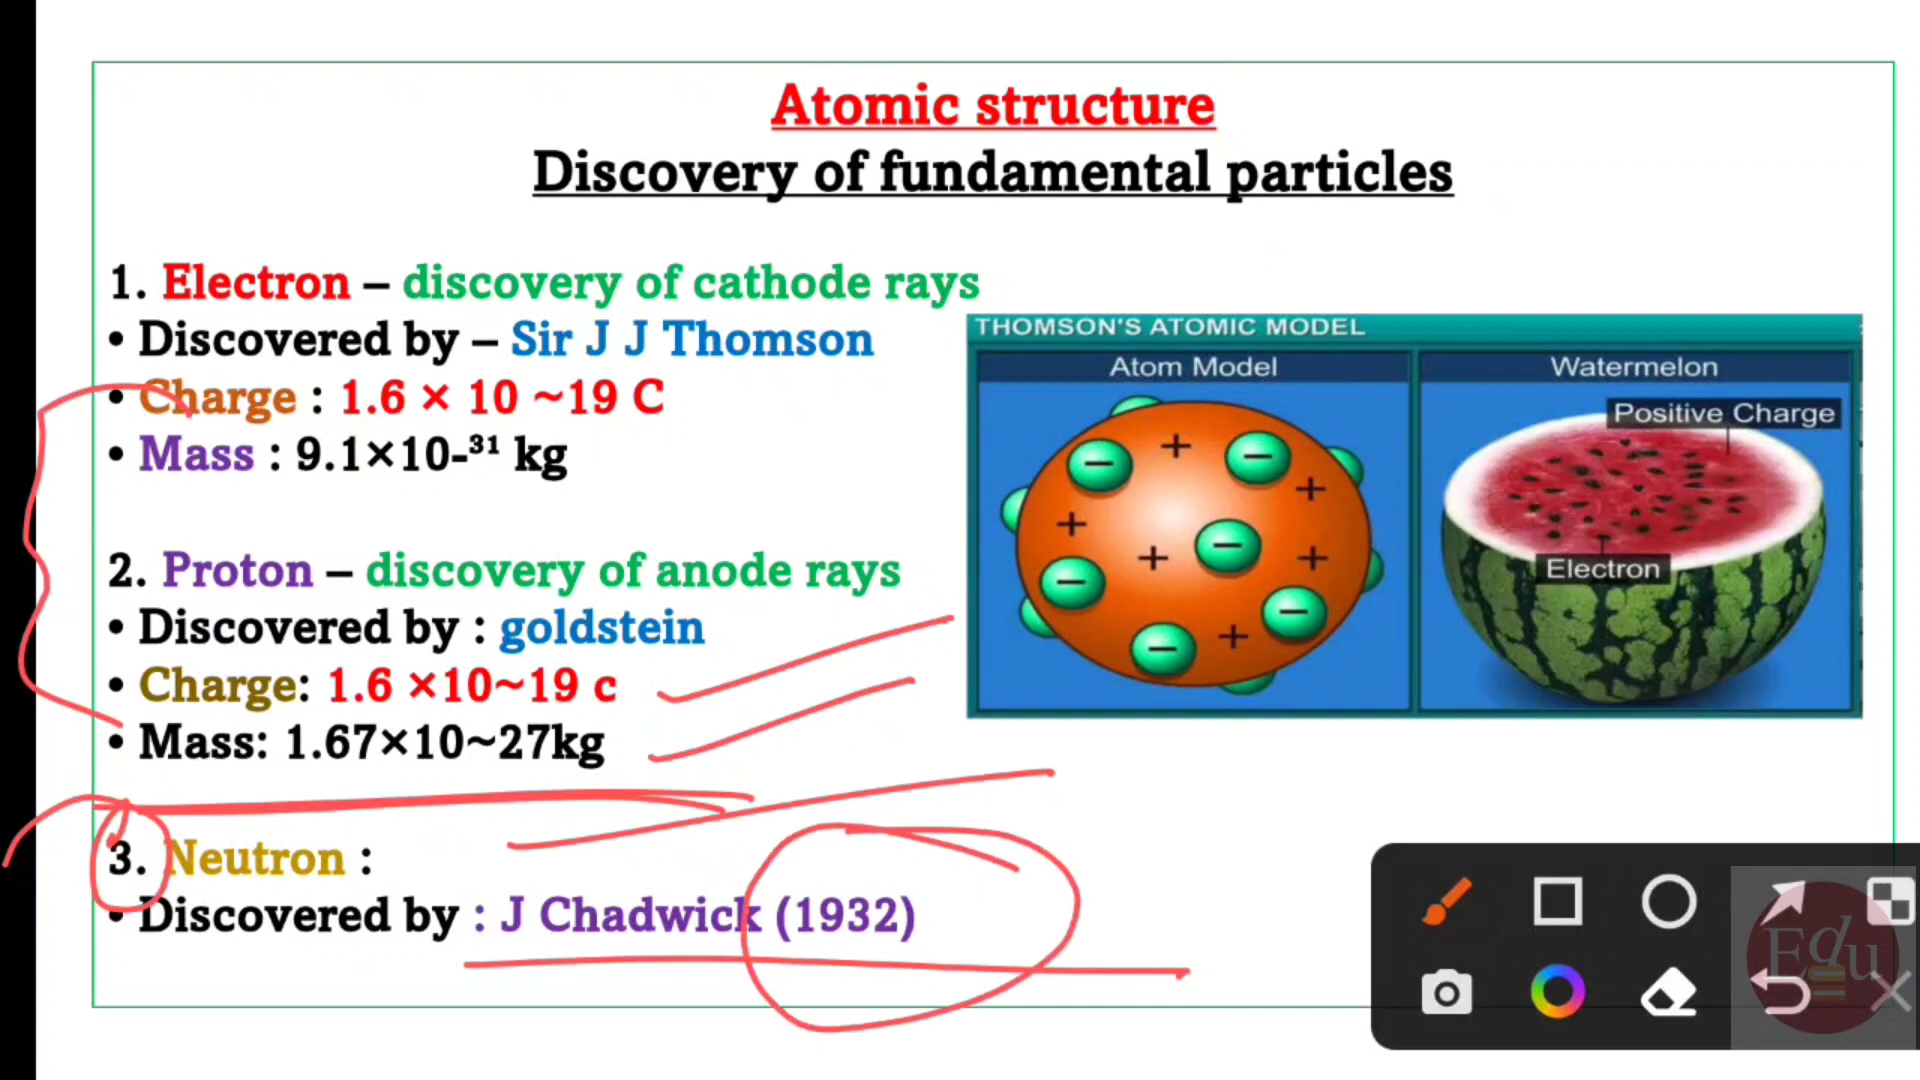 Atomic structure
Discovery of fundamental particles
1. Electron – discovery of cathode rays
• Discovered by – Sir J J Thomson
• Charge : 1.6 × 10 ~19 C
• Mass : 9.1×10-³¹ kg
2. Proton – discovery of anode rays
• Discovered by : goldstein
• Charge: 1.6 ×10~19 c
• Mass: 1.67×10~27kg
3. Neutron :
• Discovered by : J Chadwick (1932)
THOMSON'S ATOMIC MODEL
Atom Model
Watermelon
Positive Charge
Electron
Edu